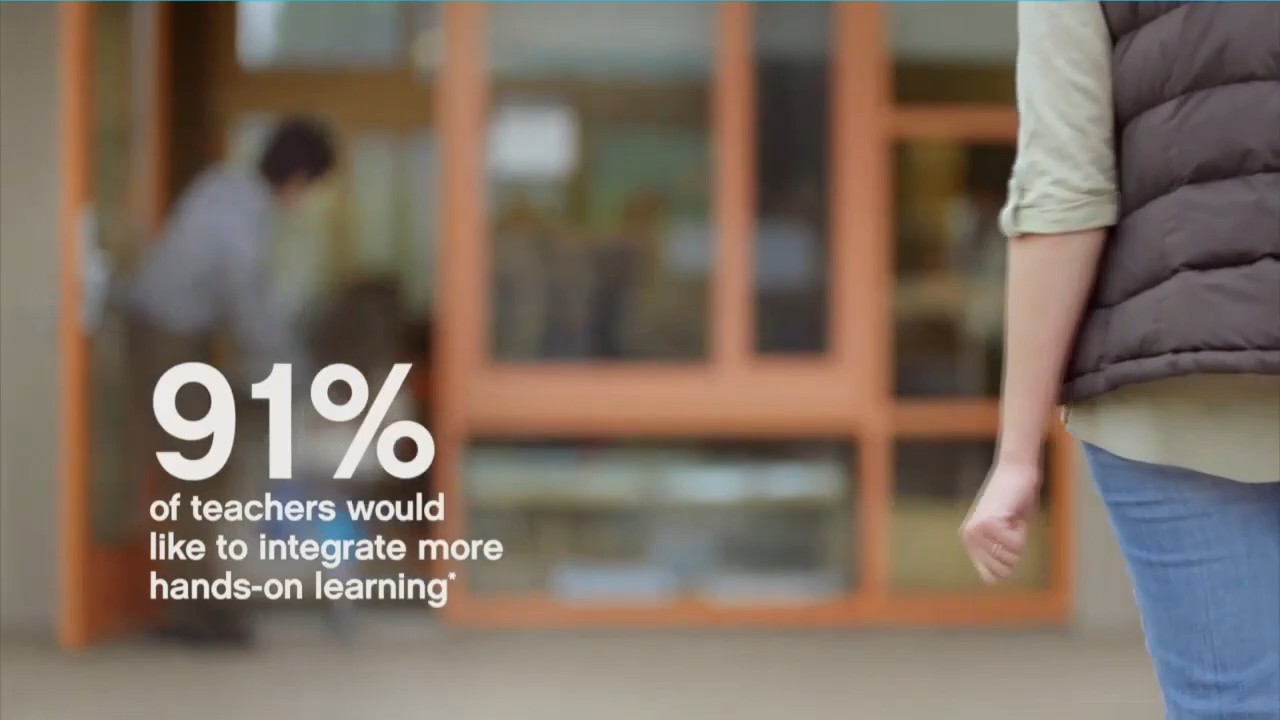 91%
of teachers would
like to integrate more
hands-on learning*